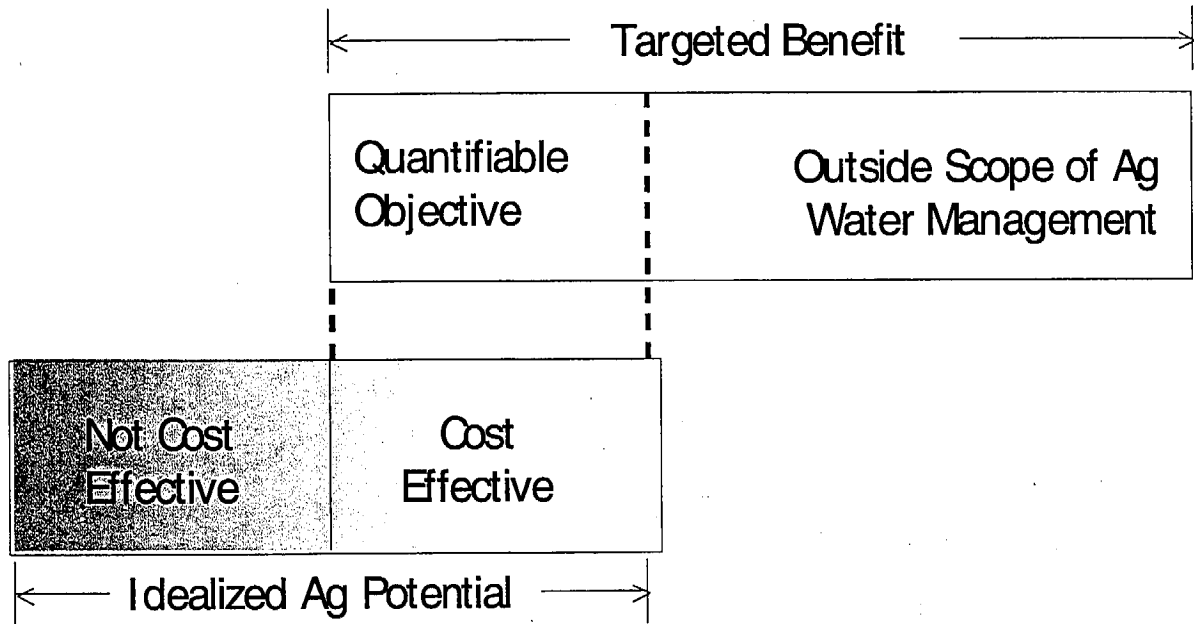 Targeted Benefit
Quantifiable
Objective
Outside Scope of Ag
Water Management
Not Cost
Effective
Cost
Effective
Idealized Ag Potential